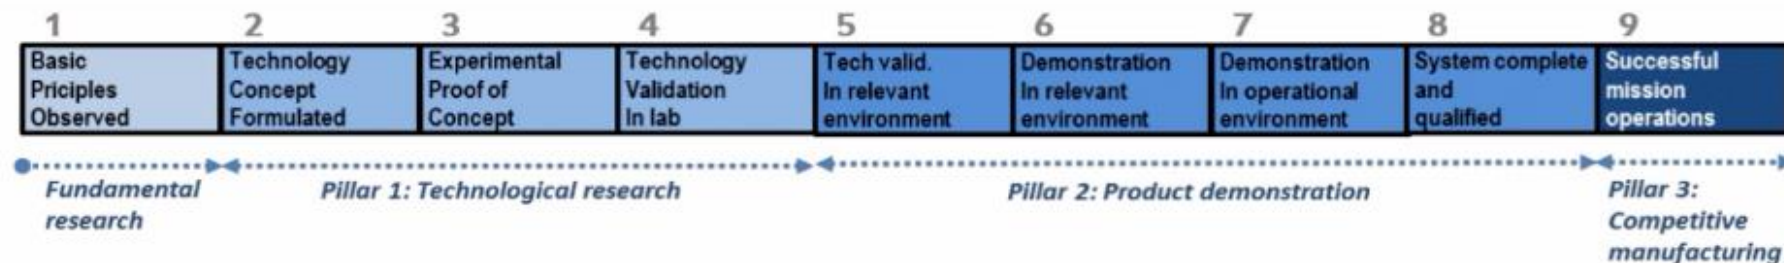 1 2 3 4 5 6 7 8 9
Basic
Priciples
Observed
Technology
Concept
Formulated
Experimental
Proof of
Concept
Technology
Validation
In lab
Tech valid.
In relevant
environment
Demonstration
In relevant
environment
Demonstration
In operational
environment
System complete
and
qualified
Successful
mission
operations
Fundamental
research
Pillar 1: Technological research
Pillar 2: Product demonstration
Pillar 3:
Competitive
manufacturing